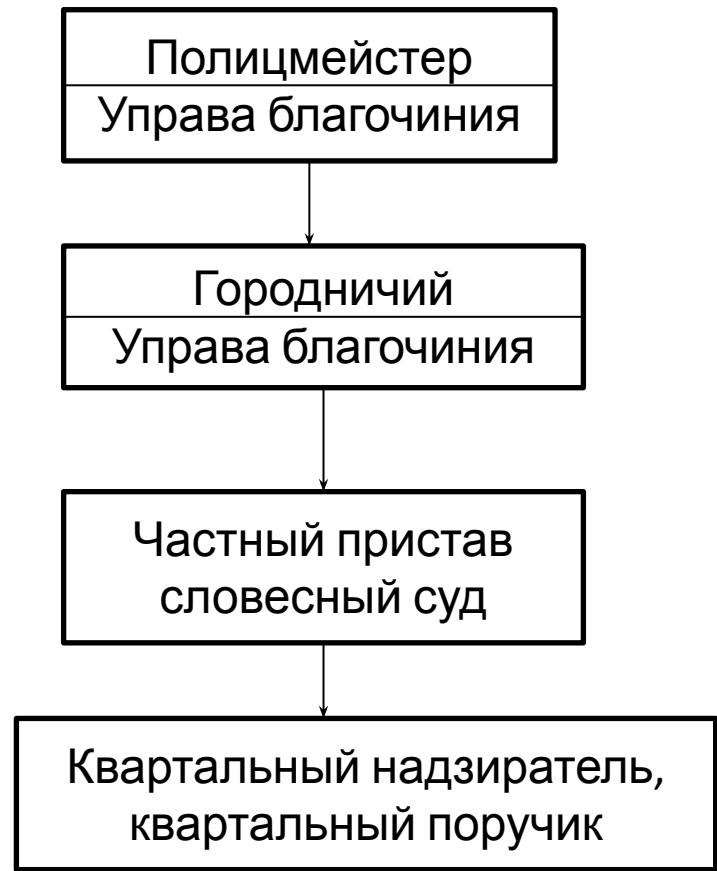 Полицмейстер
Управа благочиния
Городничий
Управа благочиния
Частный пристав
словесный суд
Квартальный надзиратель,
квартальный поручик